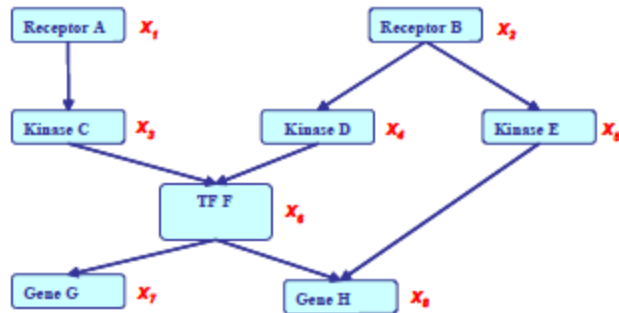 Receptor A X1 Receptor B X2
Kinase C X3 Kinase D X4 Kinase E X5
TF F X6
Gene G X7 Gene H X8